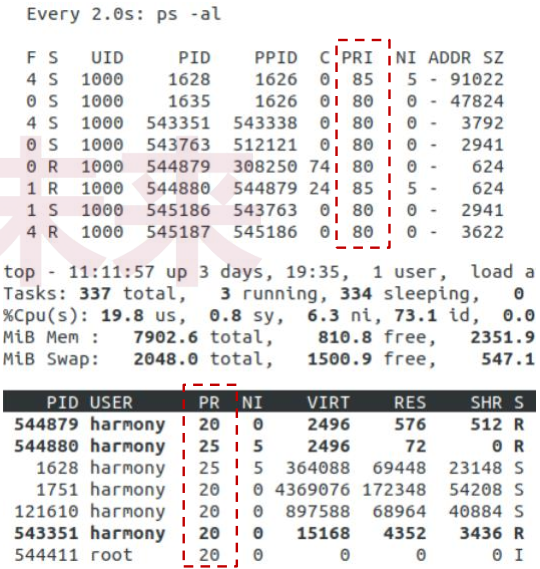 Every 2.0s: ps -al
F S UID PID PPID C PRI NI ADDR SZ
4 S 1000 1628 1626 0 85 5 - 91022
0 S 1000 1635 1626 0 80 0 - 47824
4 S 1000 543351 543338 0 80 0 - 3792
0 S 1000 543763 512121 0 80 0 - 2941
0 R 1000 544879 308250 74 80 0 - 624
1 R 1000 544880 544879 24 85 5 - 624
1 S 1000 545186 543763 0 80 0 - 2941
4 R 1000 545187 545186 0 80 0 - 3622
未来
top - 11:11:57 up 3 days, 19:35, 1 user, load a
Tasks: 337 total, 3 running, 334 sleeping, 0
%Cpu(s): 19.8 us, 0.8 sy, 6.3 ni, 73.1 id, 0.0
MiB Mem : 7902.6 total, 810.8 free, 2351.9
MiB Swap: 2048.0 total, 1500.9 free, 547.1
PID USER PR NI VIRT RES SHR S
544879 harmony 20 0 2496 576 512 R
544880 harmony 25 5 2496 72 0 R
1628 harmony 25 5 364088 69448 23148 S
1751 harmony 20 0 4369076 172348 54208 S
121610 harmony 20 0 897588 68964 40884 S
543351 harmony 20 0 15168 4352 3436 R
544411 root 20 0 0 0 0 I